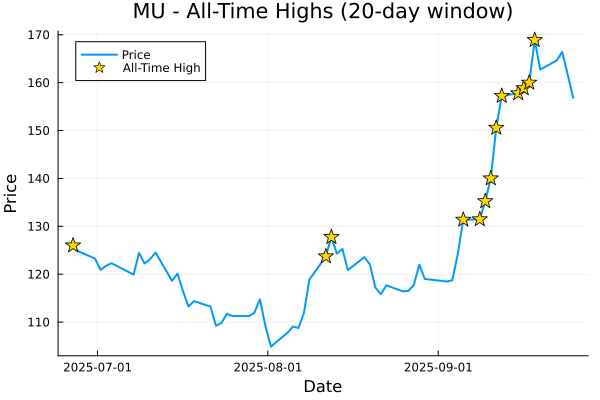 MU - All-Time Highs (20-day window)
Price
All-Time High
170
160
150
140
130
120
110
Price
2025-07-01
2025-08-01
2025-09-01
Date